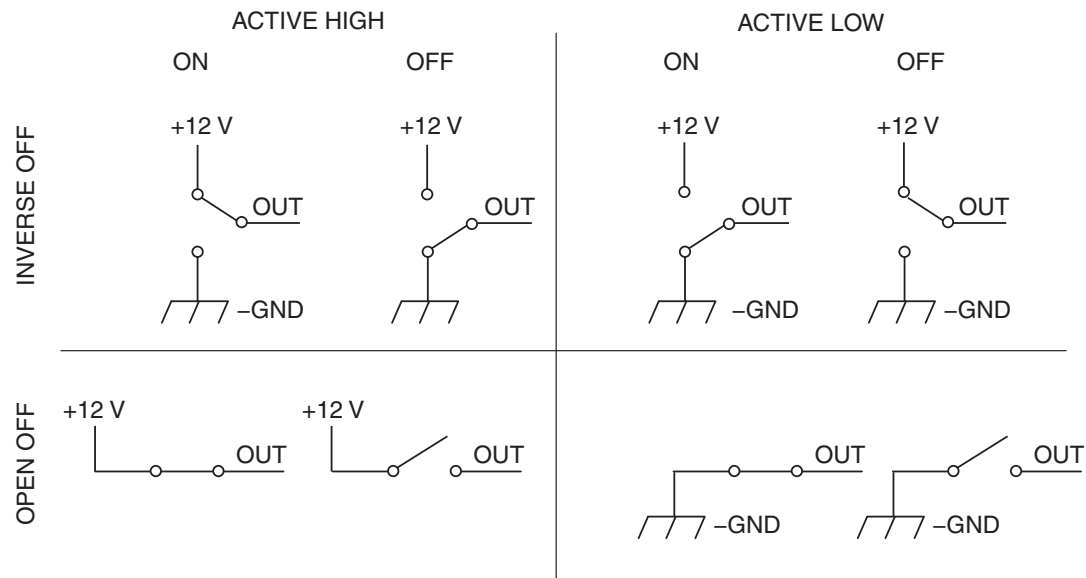 ACTIVE HIGH
ACTIVE LOW
ON
OFF
ON
OFF
INVERSE OFF
+12 V
+12 V
+12 V
+12 V
OUT
OUT
OUT
OUT
–GND
–GND
–GND
–GND
OPEN OFF
+12 V
+12 V
OUT
OUT
OUT
OUT
–GND
–GND